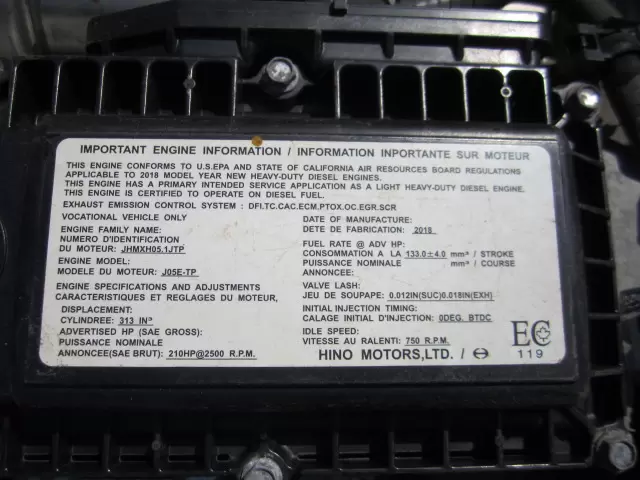 IMPORTANT ENGINE INFORMATION / INFORMATION INPORTANTE SUR MOTEUR
THIS ENGINE CONFORMS TO U.S.EPA AND STATE OF CALIFORNIA AIR RESOURCES BOARD REGULATIONS
APPLICABLE TO 2018 MODEL YEAR NEW HEAVY-DUTY DIESEL ENGINES.
THIS ENGINE HAS A PRIMARY INTENDED SERVICE APPLICATION AS A LIGHT HEAVY-DUTY DIESEL ENGINE.
THIS ENGINE IS CERTIFIED TO OPERATE ON DIESEL FUEL.
EXHAUST EMISSION CONTROL SYSTEM : DFI.TC.CAC.ECM.PTOX.OC.EGR.SCR
VOCATIONAL VEHICLE ONLY
ENGINE FAMILY NAME:
NUMERO D'IDENTIFICATION
DU MOTEUR: JHMXH05.1JTP
ENGINE MODEL:
MODELE DU MOTEUR: J05E-TP
ENGINE SPECIFICATIONS AND ADJUSTMENTS
CARACTERISTIQUES ET REGLAGES DU MOTEUR,
DISPLACEMENT:
CYLINDREE: 313 IN³
ADVERTISED HP (SAE GROSS):
PUISSANCE NOMINALE
ANNONCEE(SAE BRUT): 210HP@2500 R.P.M.
DATE OF MANUFACTURE:
DETE DE FABRICATION: 2018
FUEL RATE @ ADV HP:
CONSOMMATION A LA 133.0±4.0 mm³ / STROKE
PUISSANCE NOMINALE mm³ / COURSE
ANNONCEE:
VALVE LASH:
JEU DE SOUPAPE: 0.012IN(SUC)0.018IN(EXH)
INITIAL INJECTION TIMING:
CALAGE INITIAL D'INJECTION: 0DEG. BTDC
IDLE SPEED:
VITESSE AU RALENTI: 750 R.P.M.
HINO MOTORS,LTD. /
EC
119